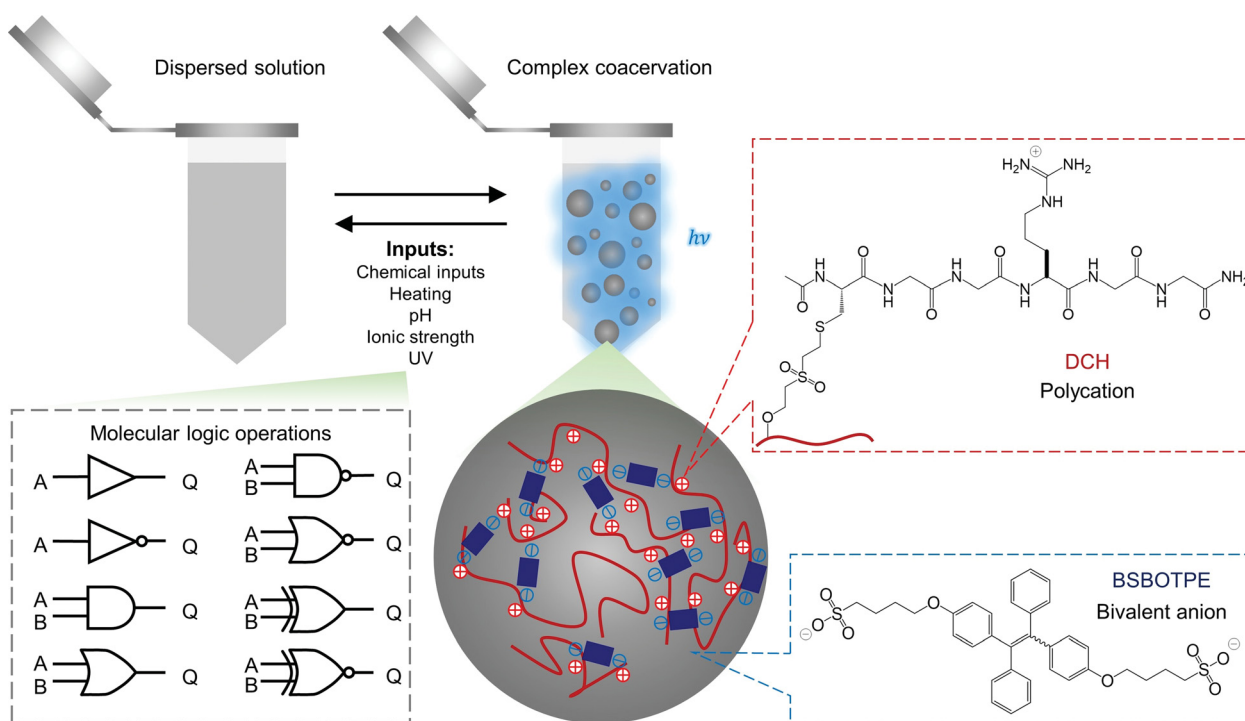 Dispersed solution
Complex coacervation
hν
Inputs:
Chemical inputs
Heating
pH
Ionic strength
UV
Molecular logic operations
A Q
A B Q
A Q
A B Q
A B Q
A B Q
A B Q
A B Q
⊕
H₂N NH₂
NH
O H N O H N O H N O
N H O N H O N H O NH₂
S
O S O
O
DCH
Polycation
BSBOTPE
Bivalent anion
⊖O S O O
O
O
O S O⊖
O